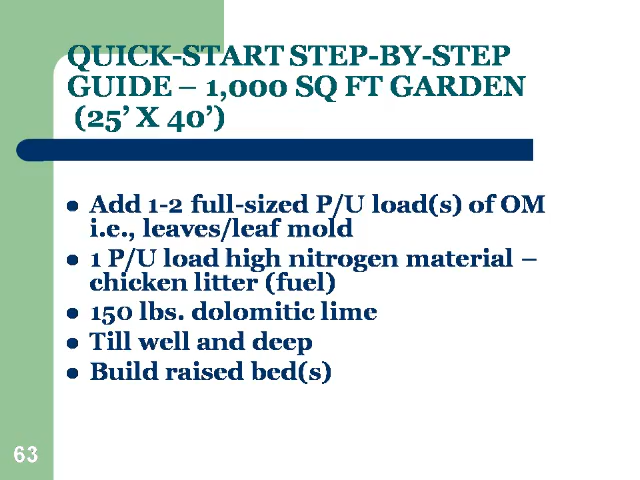 QUICK-START STEP-BY-STEP
GUIDE – 1,000 SQ FT GARDEN
(25’ X 40’)
● Add 1-2 full-sized P/U load(s) of OM
i.e., leaves/leaf mold
● 1 P/U load high nitrogen material –
chicken litter (fuel)
● 150 lbs. dolomitic lime
● Till well and deep
● Build raised bed(s)
63